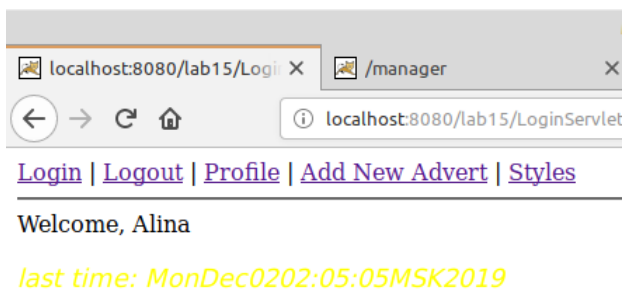 localhost:8080/lab15/Logi
/manager
localhost:8080/lab15/LoginServlet
Login | Logout | Profile | Add New Advert | Styles
Welcome, Alina
last time: MonDec0202:05:05MSK2019